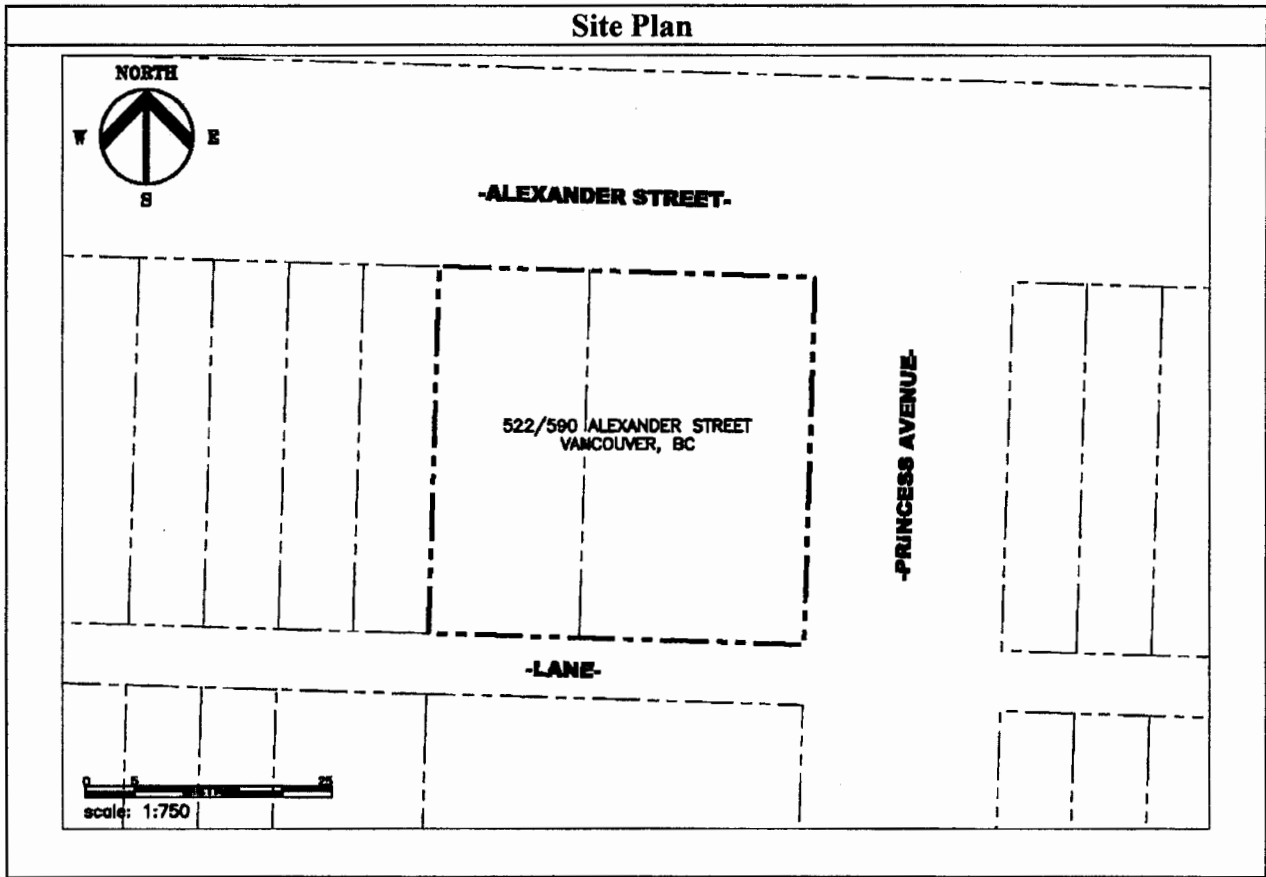 Site Plan
NORTH
W E
S
-ALEXANDER STREET-
522/590 ALEXANDER STREET
VANCOUVER, BC
-PRINCESS AVENUE-
-LANE-
0 5 25
scale: 1:750